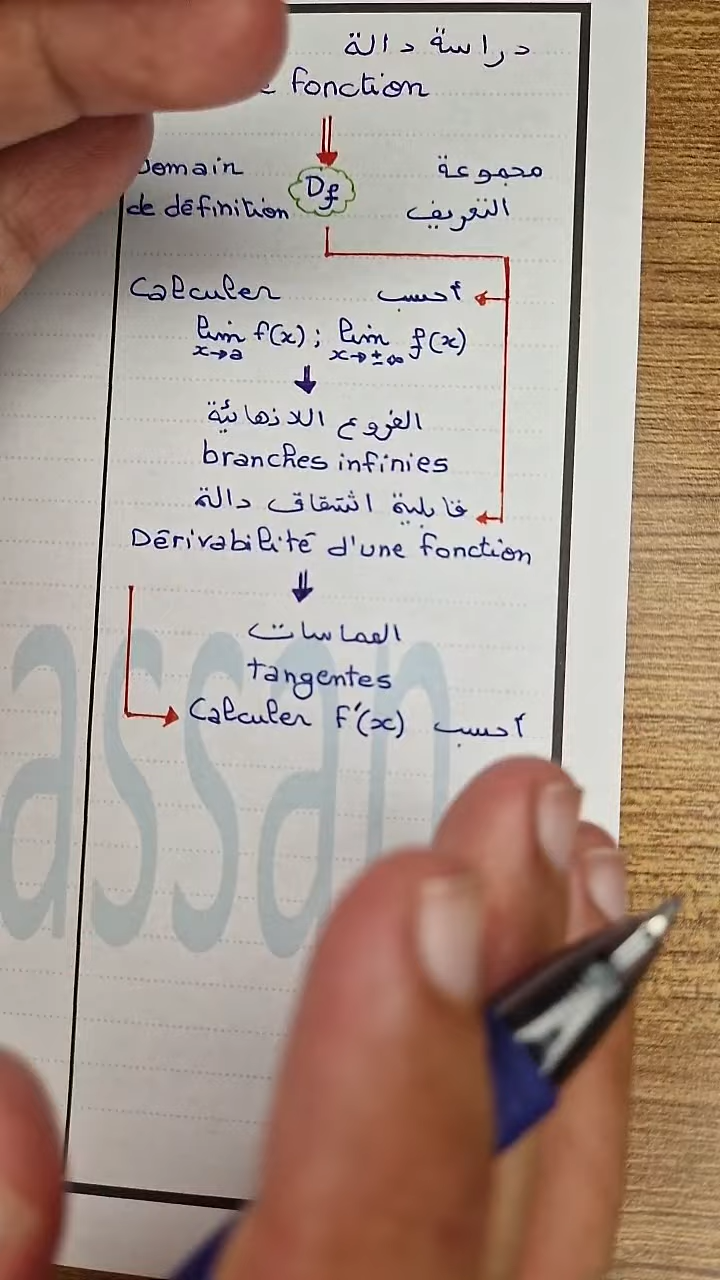 دراسة دالة
fonction
Domain مجموعة
de définition Df التعريف
Calculer أحسب
lim f(x) ; lim f(x)
x→a x→±∞
الفروع اللانهائية
branches infinies
قابلية اشتقاق دالة
Dérivabilité d'une fonction
المماسات
tangentes
Calculer f'(x) أحسب
assan